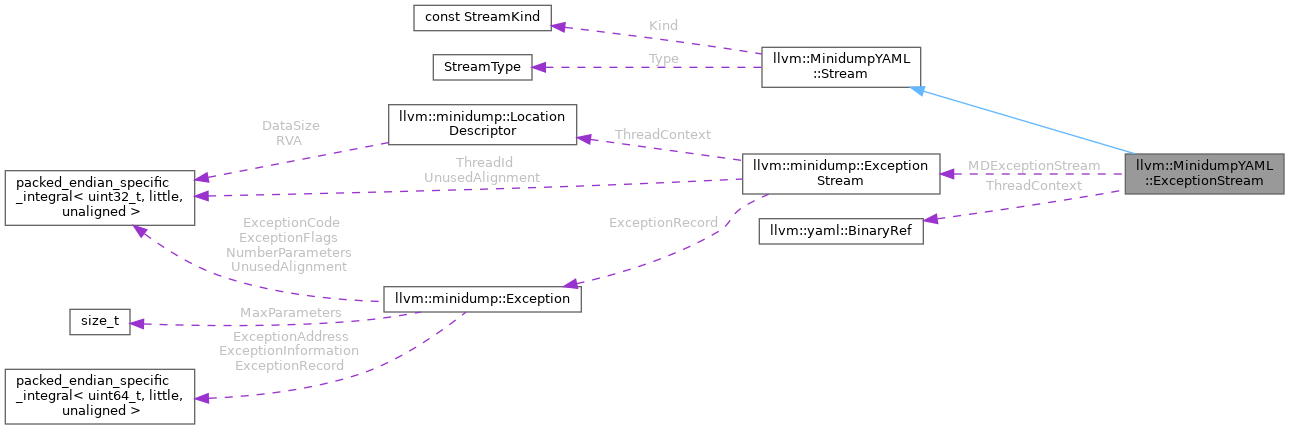 const StreamKind
Kind
llvm::MinidumpYAML
::Stream
StreamType
Type
llvm::minidump::Location
Descriptor
DataSize
RVA
ThreadContext
llvm::minidump::Exception
Stream
MDExceptionStream
ThreadContext
llvm::MinidumpYAML
::ExceptionStream
ThreadId
UnusedAlignment
packed_endian_specific
_integral< uint32_t, little,
unaligned >
llvm::yaml::BinaryRef
ExceptionCode
ExceptionFlags
NumberParameters
UnusedAlignment
ExceptionRecord
llvm::minidump::Exception
size_t
MaxParameters
ExceptionAddress
ExceptionInformation
ExceptionRecord
packed_endian_specific
_integral< uint64_t, little,
unaligned >